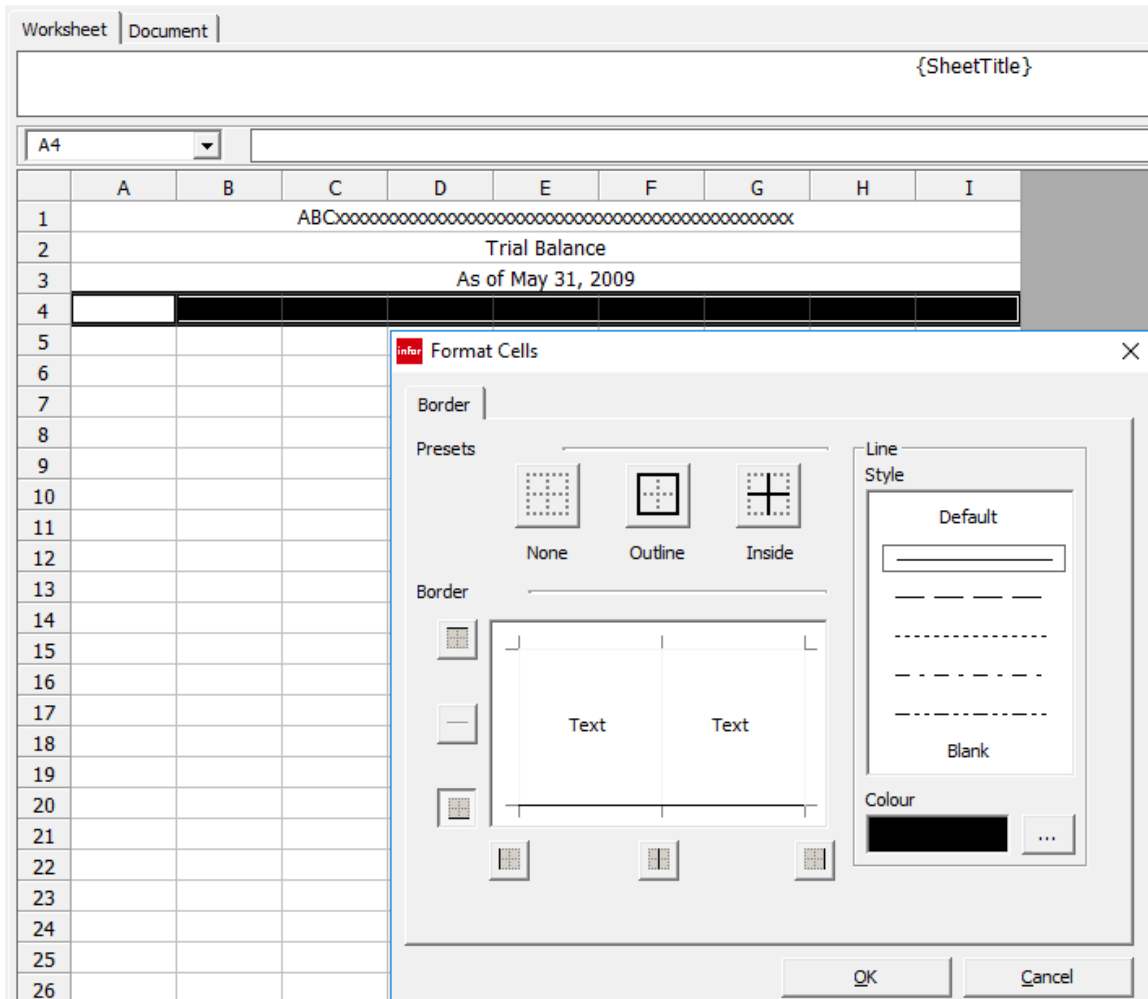 Worksheet Document
{SheetTitle}
A4
A B C D E F G H I
1 ABCxxxxxxxxxxxxxxxxxxxxxxxxxxxxxxxxxxxxxxxxxxxxxxxxx
2 Trial Balance
3 As of May 31, 2009
4
5
infor Format Cells
6
7
Border
8
Presets
Line
9
Style
10
Default
11
12
None Outline Inside
13
Border
14
15
16
17
Text Text
18
Blank
19
20
Colour
21
...
22
23
24
25
OK Cancel
26